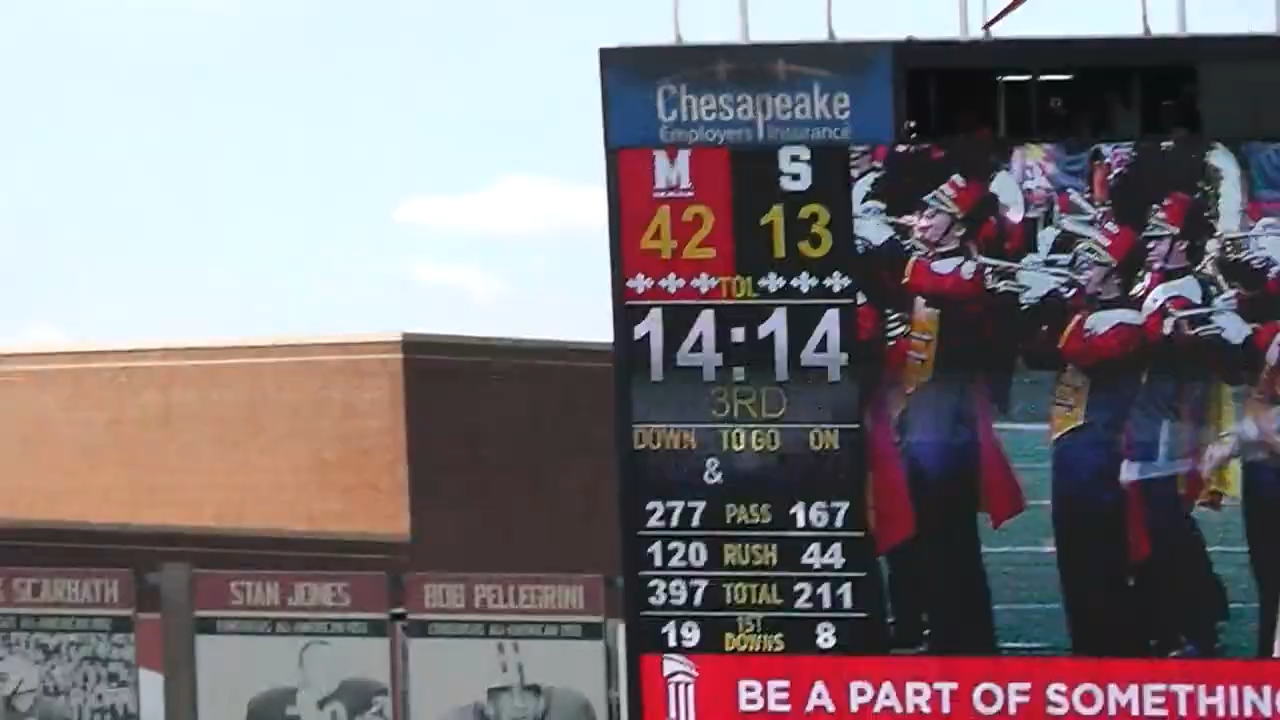 Chesapeake
Employers Insurance
M S
42 13
TOL
14:14
3RD
DOWN TO GO ON
&
277 PASS 167
120 RUSH 44
397 TOTAL 211
19 1ST DOWNS 8
BE A PART OF SOMETHING
SCARBATH
STAN JONES
BOB PELLEGRINI